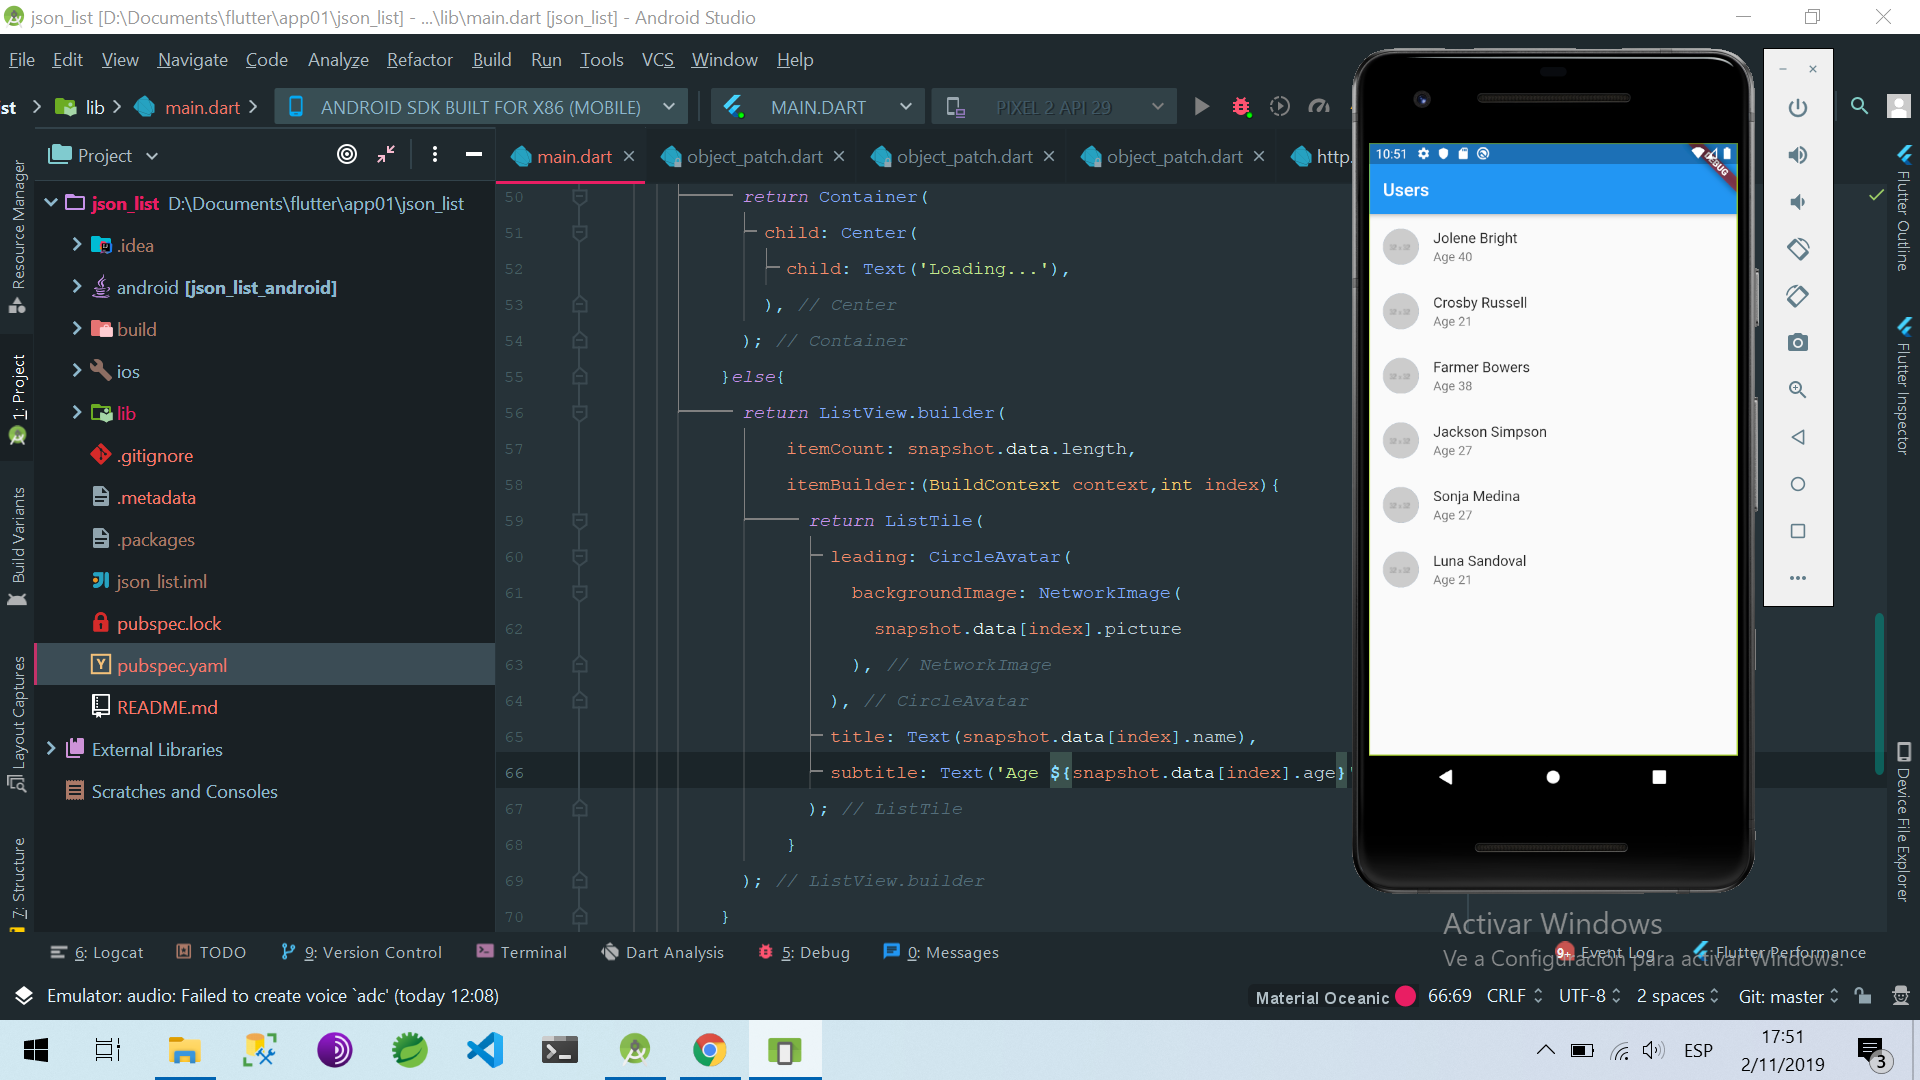 json_list [D:\Documents\flutter\app01\json_list] - ...\lib\main.dart [json_list] - Android Studio
File Edit View Navigate Code Analyze Refactor Build Run Tools VCS Window Help
st lib main.dart ANDROID SDK BUILT FOR X86 (MOBILE) MAIN.DART PIXEL 2 API 29
Project
main.dart object_patch.dart object_patch.dart object_patch.dart http.
json_list D:\Documents\flutter\app01\json_list
.idea
android [json_list_android]
build
ios
lib
.gitignore
.metadata
.packages
json_list.iml
pubspec.lock
pubspec.yaml
README.md
External Libraries
Scratches and Consoles
Resource Manager
1: Project
Build Variants
Layout Captures
7: Structure
50 return Container(
51 child: Center(
52 child: Text('Loading...'),
53 ), // Center
54 ); // Container
55 }else{
56 return ListView.builder(
57 itemCount: snapshot.data.length,
58 itemBuilder:(BuildContext context,int index){
59 return ListTile(
60 leading: CircleAvatar(
61 backgroundImage: NetworkImage(
62 snapshot.data[index].picture
63 ), // NetworkImage
64 ), // CircleAvatar
65 title: Text(snapshot.data[index].name),
66 subtitle: Text('Age ${snapshot.data[index].age}'
67 ); // ListTile
68 }
69 ); // ListView.builder
70 }
10:51
DEBUG
Users
Jolene Bright
Age 40
Crosby Russell
Age 21
Farmer Bowers
Age 38
Jackson Simpson
Age 27
Sonja Medina
Age 27
Luna Sandoval
Age 21
Flutter Outline
Flutter Inspector
Device File Explorer
Activar Windows
Ve a Configuración para activar Windows.
6: Logcat TODO 9: Version Control Terminal Dart Analysis 5: Debug 0: Messages 9+ Event Log Flutter Performance
Emulator: audio: Failed to create voice `adc' (today 12:08) Material Oceanic 66:69 CRLF UTF-8 2 spaces Git: master
ESP
17:51
2/11/2019
3